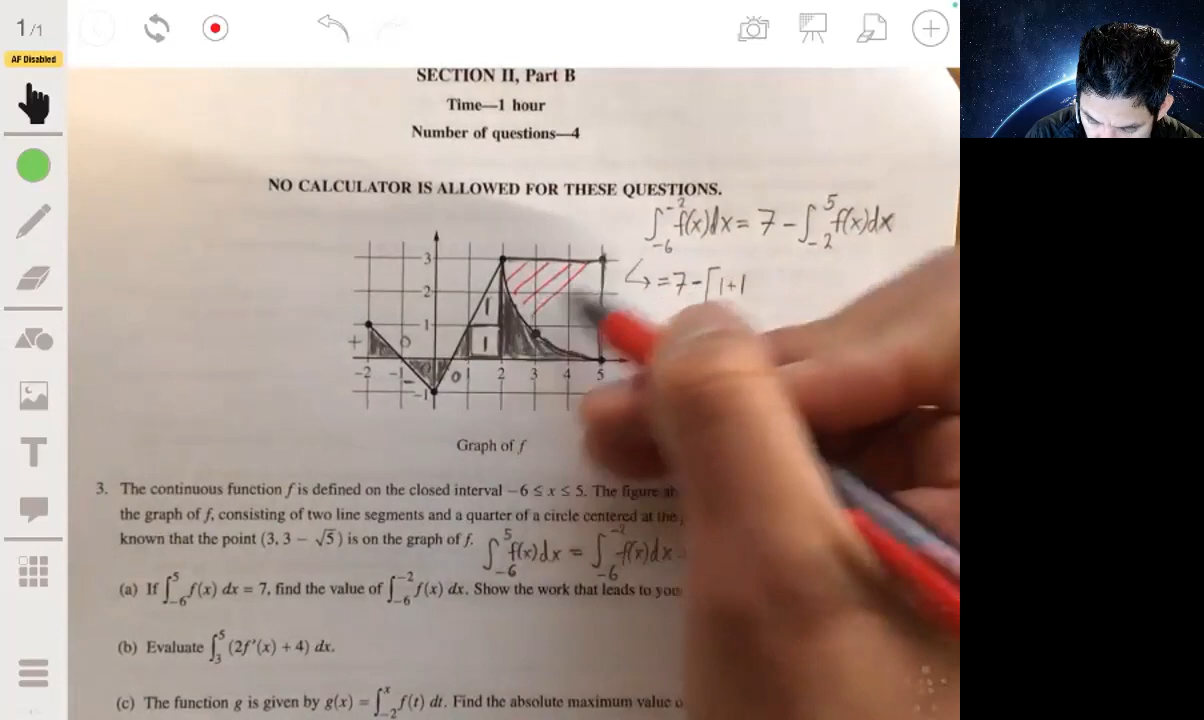 1/1
AF Disabled
SECTION II, Part B
Time—1 hour
Number of questions—4
NO CALCULATOR IS ALLOWED FOR THESE QUESTIONS.
∫_{-6}^{-2} f(x)dx = 7 - ∫_{-2}^{5} f(x)dx
↳ = 7 - [1+1
3
2
1
-1
-2 -1 0 1 2 3 4 5
+ 0 - 1 1
Graph of f
3. The continuous function f is defined on the closed interval −6 ≤ x ≤ 5. The figure
the graph of f, consisting of two line segments and a quarter of a circle centered at the
known that the point (3, 3 − √5) is on the graph of f.
∫_{-6}^{5} f(x)dx = ∫_{-6}^{-2} f(x)dx
(a) If ∫_{-6}^{5} f(x) dx = 7, find the value of ∫_{-6}^{-2} f(x) dx. Show the work that leads to
(b) Evaluate ∫_{3}^{5} (2f'(x) + 4) dx.
(c) The function g is given by g(x) = ∫_{-2}^{x} f(t) dt. Find the absolute maximum value
T